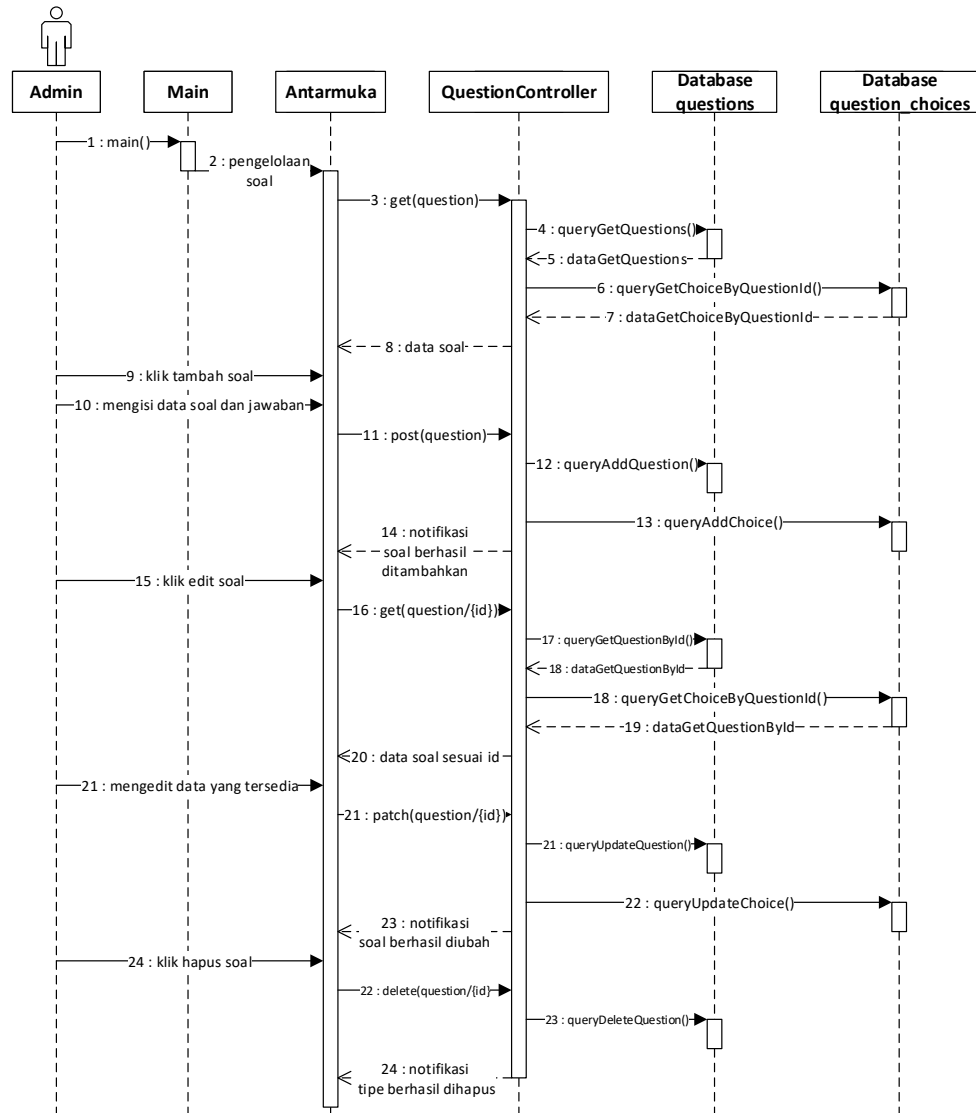 Admin
Main
Antarmuka
QuestionController
Database
questions
Database
question_choices
1 : main()
2 : pengelolaan
soal
3 : get(question)
4 : queryGetQuestions()
5 : dataGetQuestions
6 : queryGetChoiceByQuestionId()
7 : dataGetChoiceByQuestionId
8 : data soal
9 : klik tambah soal
10 : mengisi data soal dan jawaban
11 : post(question)
12 : queryAddQuestion()
13 : queryAddChoice()
14 : notifikasi
soal berhasil
ditambahkan
15 : klik edit soal
16 : get(question/{id})
17 : queryGetQuestionById()
18 : dataGetQuestionById
18 : queryGetChoiceByQuestionId()
19 : dataGetQuestionById
20 : data soal sesuai id
21 : mengedit data yang tersedia
21 : patch(question/{id})
21 : queryUpdateQuestion()
22 : queryUpdateChoice()
23 : notifikasi
soal berhasil diubah
24 : klik hapus soal
22 : delete(question/{id}
23 : queryDeleteQuestion()
24 : notifikasi
tipe berhasil dihapus